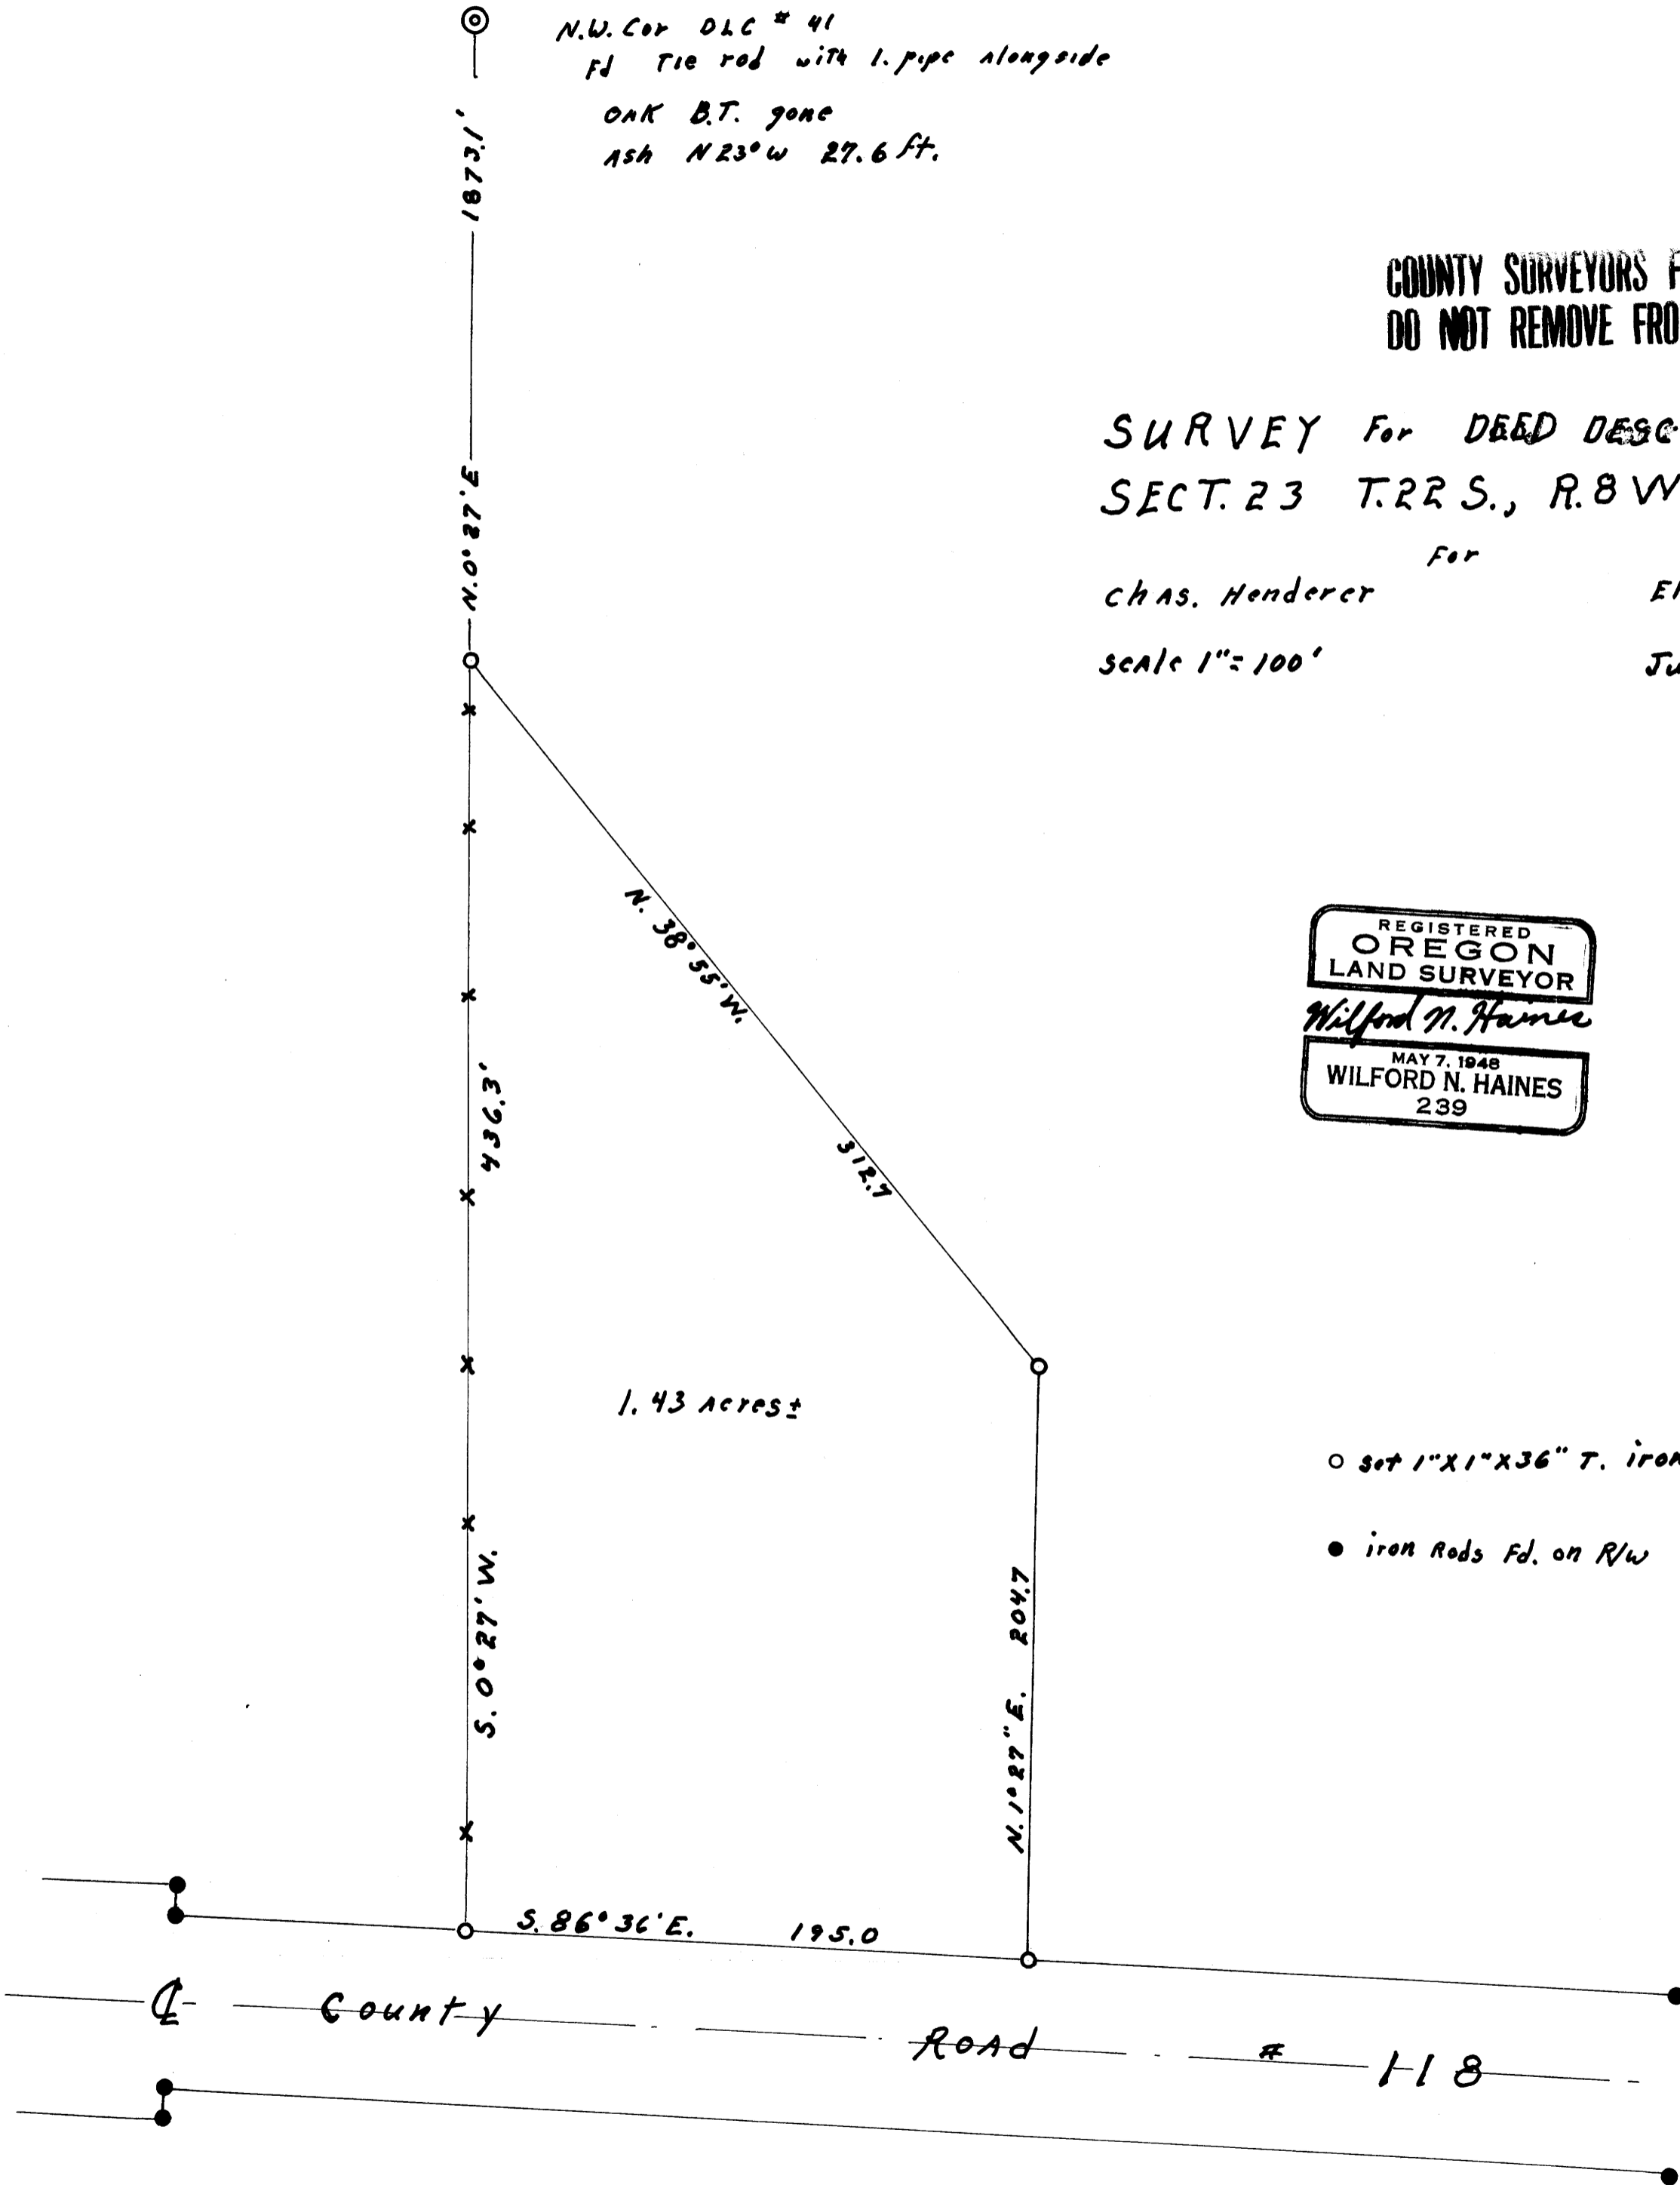 N.W. Cor DLC # 41
Fd Tie rod with 1. pipe alongside
OAK B.T. gone
Ash N23°W 27.6 ft.
1873.1'
N.0°27'E
COUNTY SURVEYORS F
DO NOT REMOVE FRO
SURVEY For DEED DESC
SECT. 23 T.22 S., R.8 W
For
Chas. Henderer El
Scale 1"=100' Ju
N. 38°55' W.
312.7
436.3'
S. 0°27' W.
REGISTERED
OREGON
LAND SURVEYOR
Wilford N. Haines
MAY 7, 1948
WILFORD N. HAINES
239
1.43 Acres ±
○ set 1"X1"X36" T. iron
● iron Rods Fd. on R/W
N. 1°27" E. 204.7
S. 86°36' E. 195.0
℄ County Road # 118